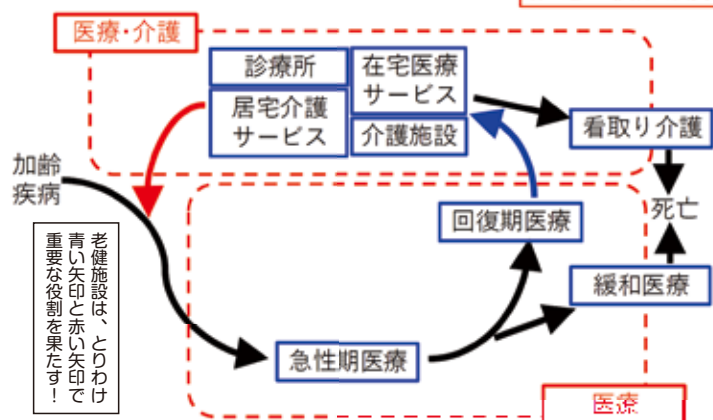 医療・介護
診療所
在宅医療
サービス
居宅介護
サービス
介護施設
看取り介護
加齢
疾病
死亡
回復期医療
老健施設は、とりわけ
青い矢印と赤い矢印で
重要な役割を果たす！
緩和医療
急性期医療
医療